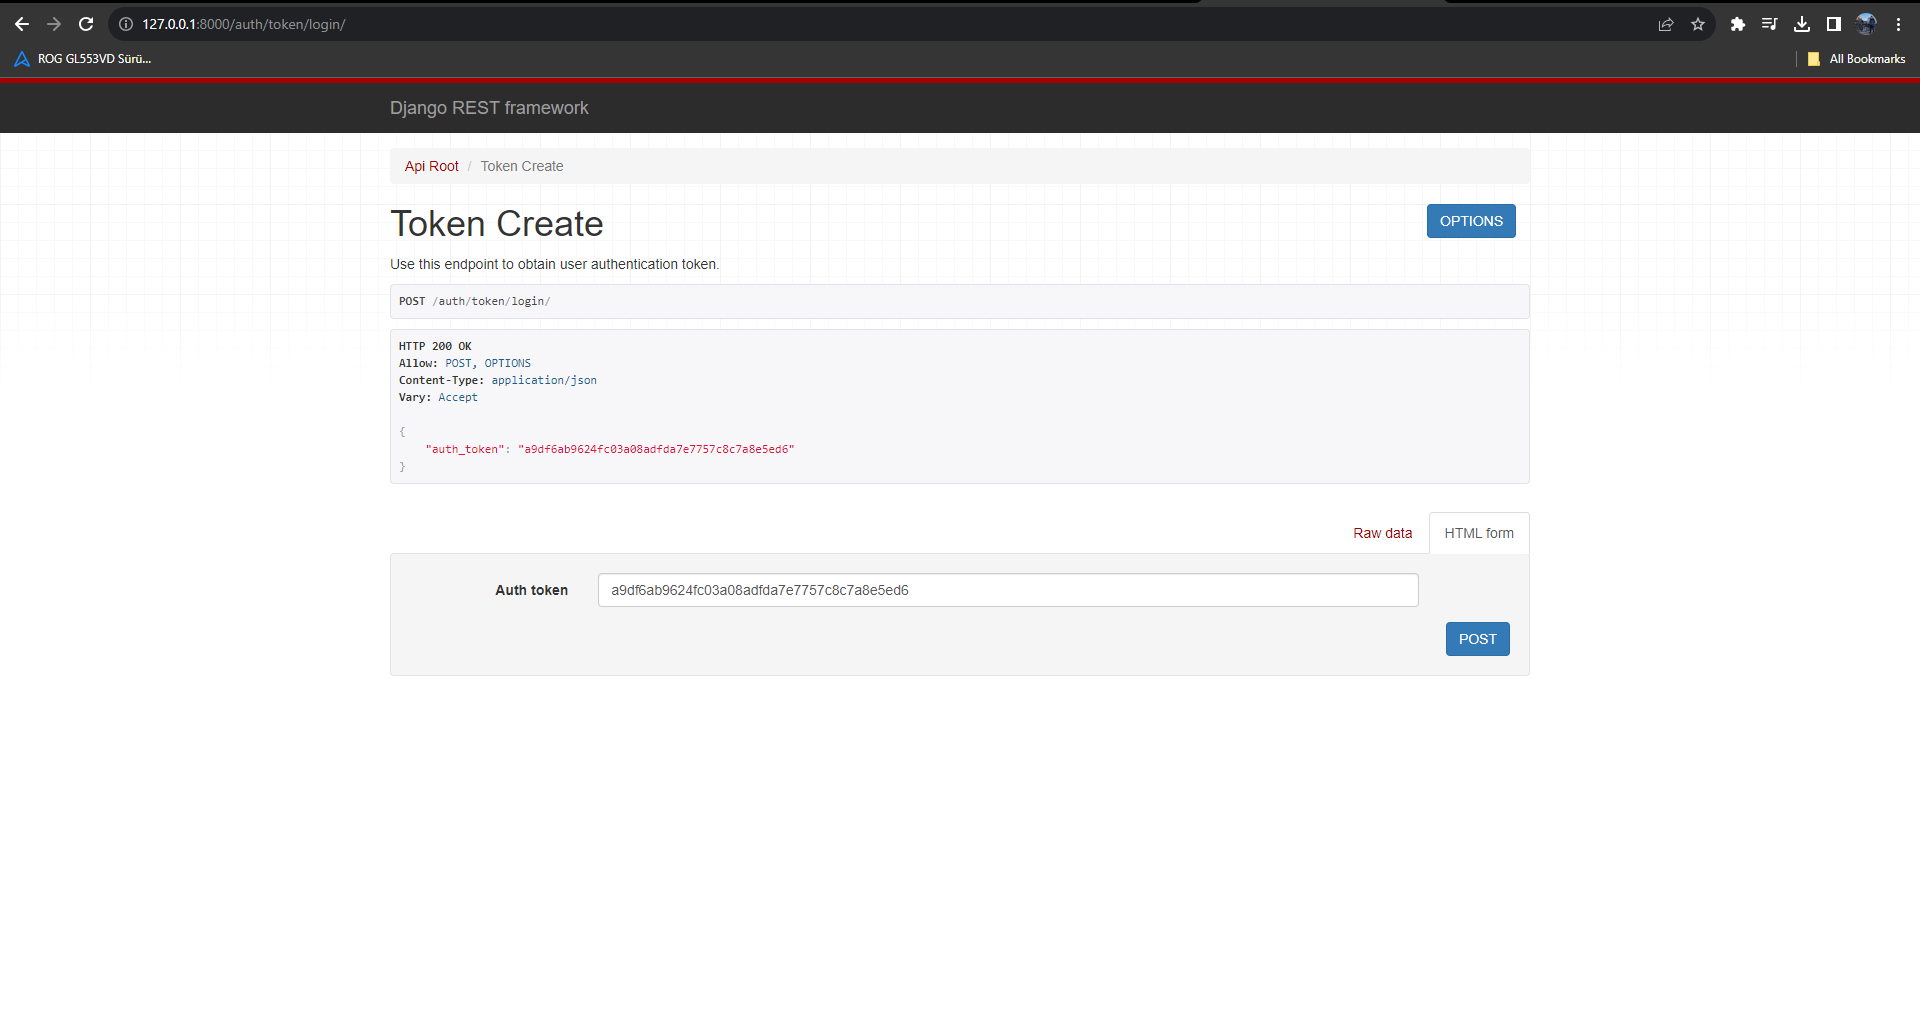 127.0.0.1:8000/auth/token/login/
ROG GL553VD Sürü...
All Bookmarks
Django REST framework
Api Root / Token Create
Token Create
OPTIONS
Use this endpoint to obtain user authentication token.
POST /auth/token/login/
HTTP 200 OK
Allow: POST, OPTIONS
Content-Type: application/json
Vary: Accept
{
    "auth_token": "a9df6ab9624fc03a08adfda7e7757c8c7a8e5ed6"
}
Raw data
HTML form
Auth token
a9df6ab9624fc03a08adfda7e7757c8c7a8e5ed6
POST